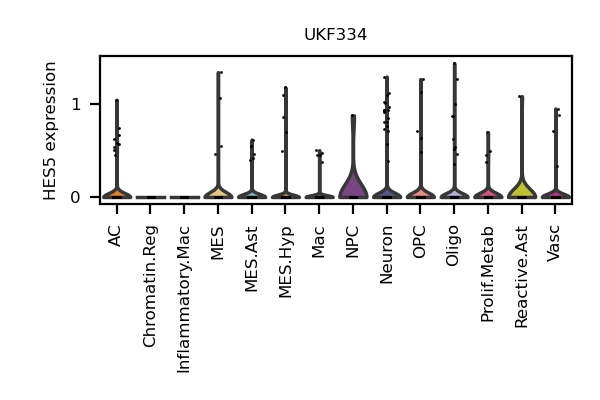 UKF334
HES5 expression
1
0
AC
Chromatin.Reg
Inflammatory.Mac
MES
MES.Ast
MES.Hyp
Mac
NPC
Neuron
OPC
Oligo
Prolif.Metab
Reactive.Ast
Vasc